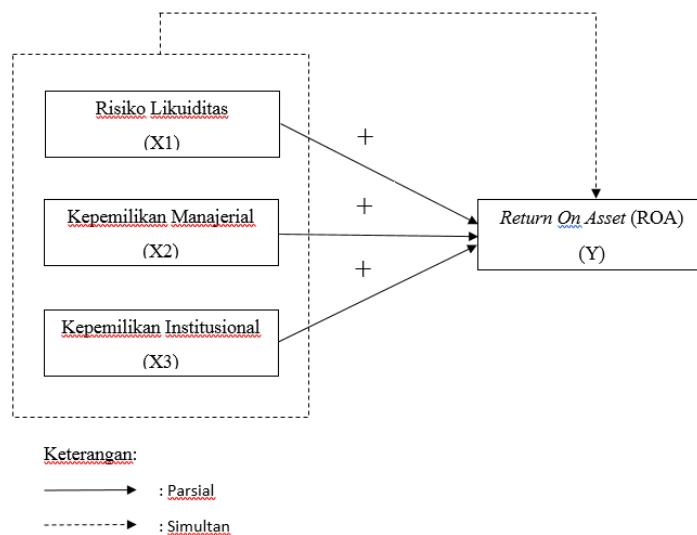 Risiko Likuiditas
(X1)
+
Kepemilikan Manajerial
(X2)
+
Return On Asset (ROA)
(Y)
+
Kepemilikan Institusional
(X3)
Keterangan:
: Parsial
: Simultan